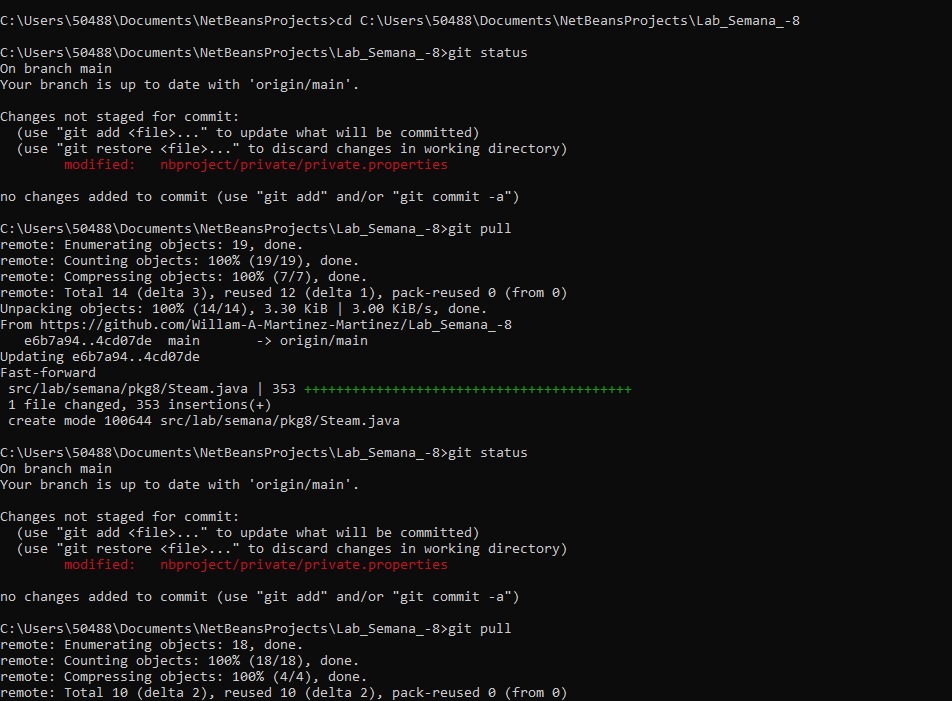 C:\Users\50488\Documents\NetBeansProjects>cd C:\Users\50488\Documents\NetBeansProjects\Lab_Semana_-8
C:\Users\50488\Documents\NetBeansProjects\Lab_Semana_-8>git status
On branch main
Your branch is up to date with 'origin/main'.
Changes not staged for commit:
  (use "git add <file>..." to update what will be committed)
  (use "git restore <file>..." to discard changes in working directory)
        modified:   nbproject/private/private.properties
no changes added to commit (use "git add" and/or "git commit -a")
C:\Users\50488\Documents\NetBeansProjects\Lab_Semana_-8>git pull
remote: Enumerating objects: 19, done.
remote: Counting objects: 100% (19/19), done.
remote: Compressing objects: 100% (7/7), done.
remote: Total 14 (delta 3), reused 12 (delta 1), pack-reused 0 (from 0)
Unpacking objects: 100% (14/14), 3.30 KiB | 3.00 KiB/s, done.
From https://github.com/Willam-A-Martinez-Martinez/Lab_Semana_-8
   e6b7a94..4cd07de  main       -> origin/main
Updating e6b7a94..4cd07de
Fast-forward
 src/lab/semana/pkg8/Steam.java | 353 +++++++++++++++++++++++++++++++++++++++++
 1 file changed, 353 insertions(+)
 create mode 100644 src/lab/semana/pkg8/Steam.java
C:\Users\50488\Documents\NetBeansProjects\Lab_Semana_-8>git status
On branch main
Your branch is up to date with 'origin/main'.
Changes not staged for commit:
  (use "git add <file>..." to update what will be committed)
  (use "git restore <file>..." to discard changes in working directory)
        modified:   nbproject/private/private.properties
no changes added to commit (use "git add" and/or "git commit -a")
C:\Users\50488\Documents\NetBeansProjects\Lab_Semana_-8>git pull
remote: Enumerating objects: 18, done.
remote: Counting objects: 100% (18/18), done.
remote: Compressing objects: 100% (4/4), done.
remote: Total 10 (delta 2), reused 10 (delta 2), pack-reused 0 (from 0)